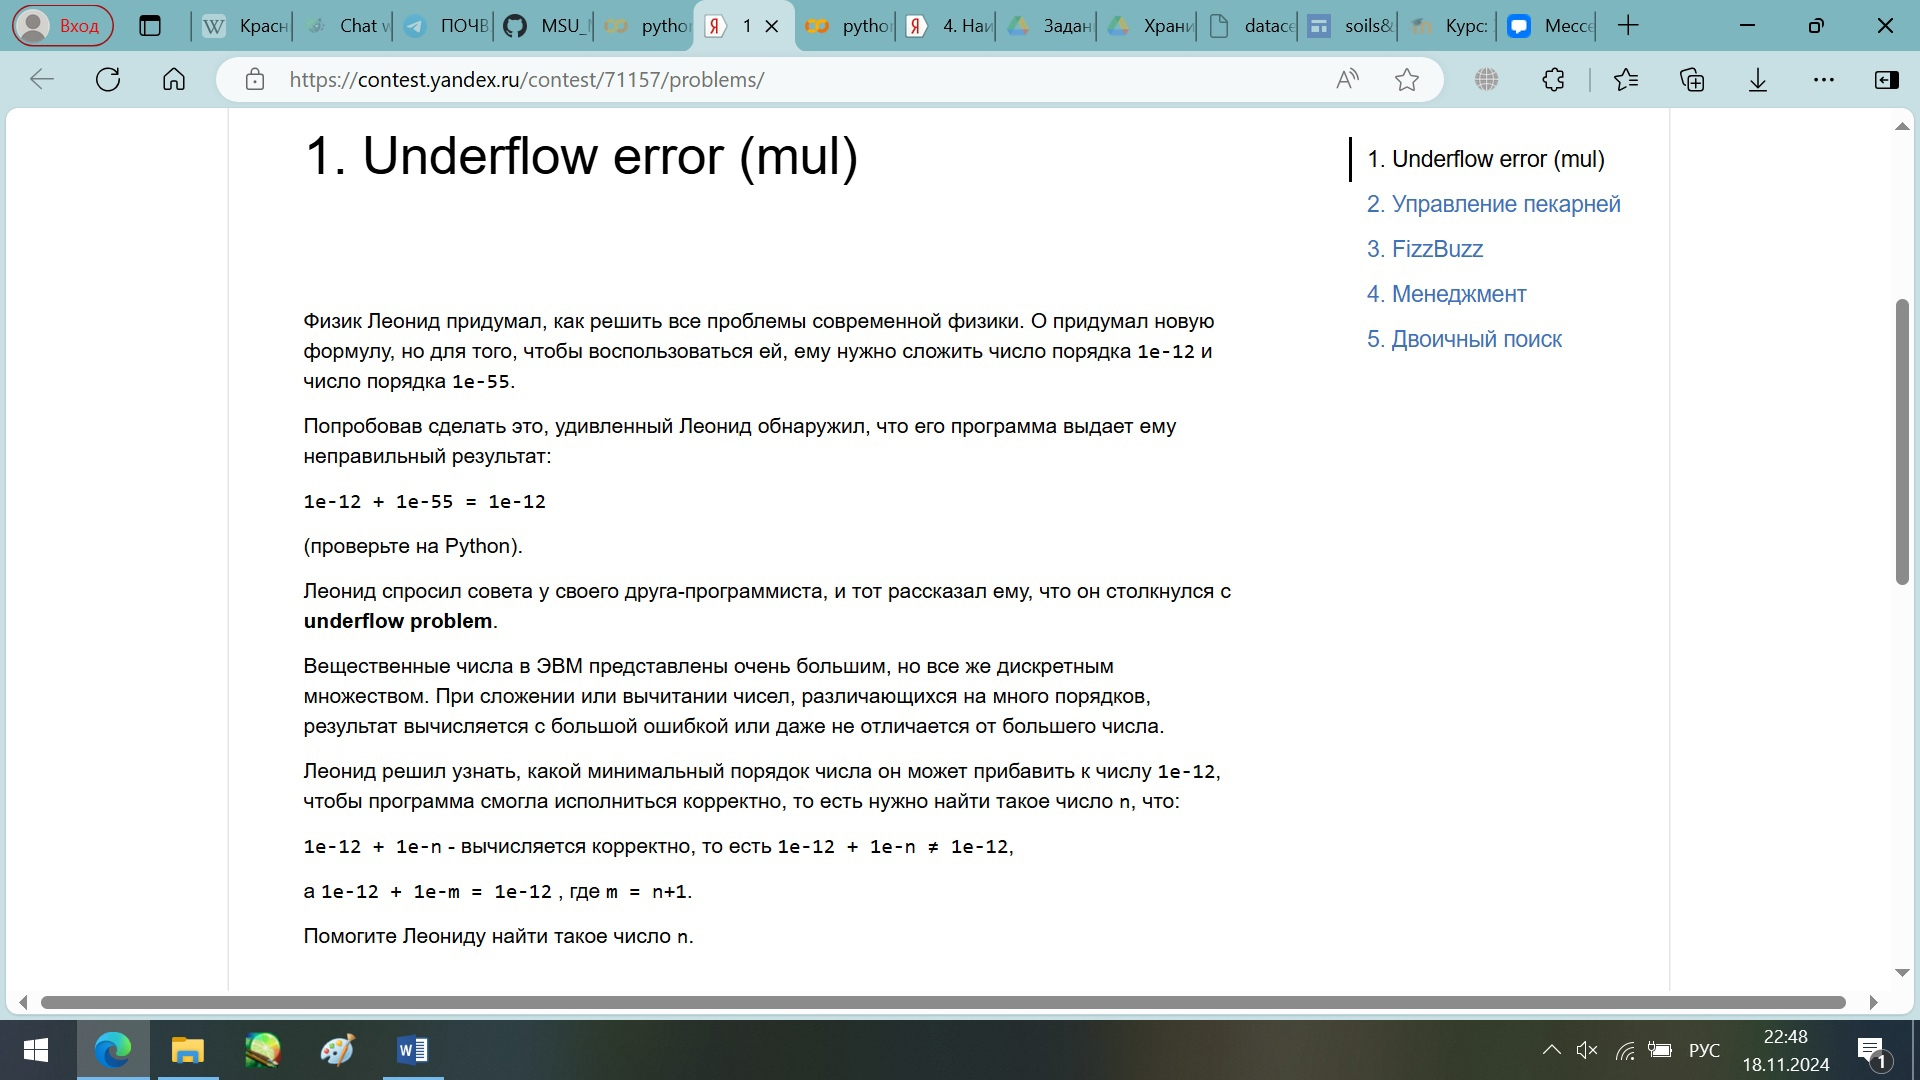 Вход
Красн
Chat w
ПОЧВ
MSU_
pytho
1
pytho
4. Наи
Задан
Храни
datace
soils&
Курс:
Мессе
https://contest.yandex.ru/contest/71157/problems/
1. Underflow error (mul)
Физик Леонид придумал, как решить все проблемы современной физики. О придумал новую
формулу, но для того, чтобы воспользоваться ей, ему нужно сложить число порядка 1e-12 и
число порядка 1e-55.
Попробовав сделать это, удивленный Леонид обнаружил, что его программа выдает ему
неправильный результат:
1e-12 + 1e-55 = 1e-12
(проверьте на Python).
Леонид спросил совета у своего друга-программиста, и тот рассказал ему, что он столкнулся с
underflow problem.
Вещественные числа в ЭВМ представлены очень большим, но все же дискретным
множеством. При сложении или вычитании чисел, различающихся на много порядков,
результат вычисляется с большой ошибкой или даже не отличается от большего числа.
Леонид решил узнать, какой минимальный порядок числа он может прибавить к числу 1e-12,
чтобы программа смогла исполниться корректно, то есть нужно найти такое число n, что:
1e-12 + 1e-n - вычисляется корректно, то есть 1e-12 + 1e-n ≠ 1e-12,
а 1e-12 + 1e-m = 1e-12 , где m = n+1.
Помогите Леониду найти такое число n.
1. Underflow error (mul)
2. Управление пекарней
3. FizzBuzz
4. Менеджмент
5. Двоичный поиск
РУС
22:48
18.11.2024
1